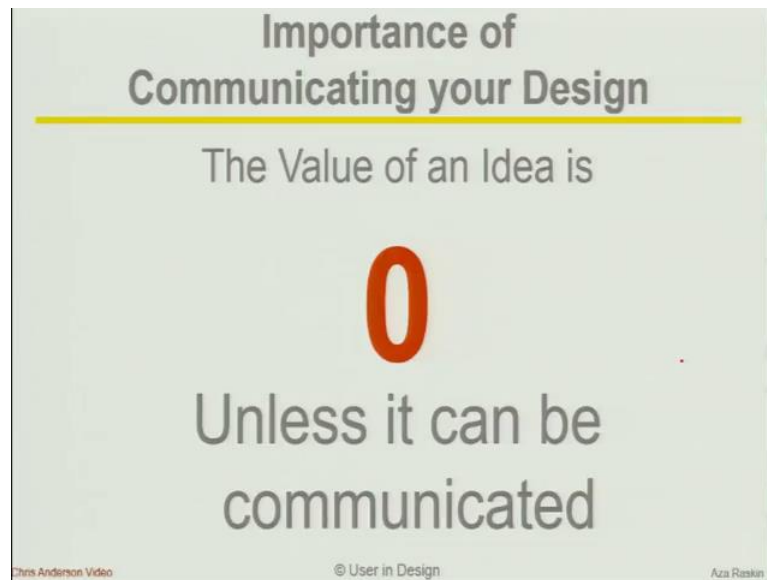 Importance of
Communicating your Design
The Value of an Idea is
0
Unless it can be
communicated
Chris Anderson Video
© User in Design
Aza Raskin